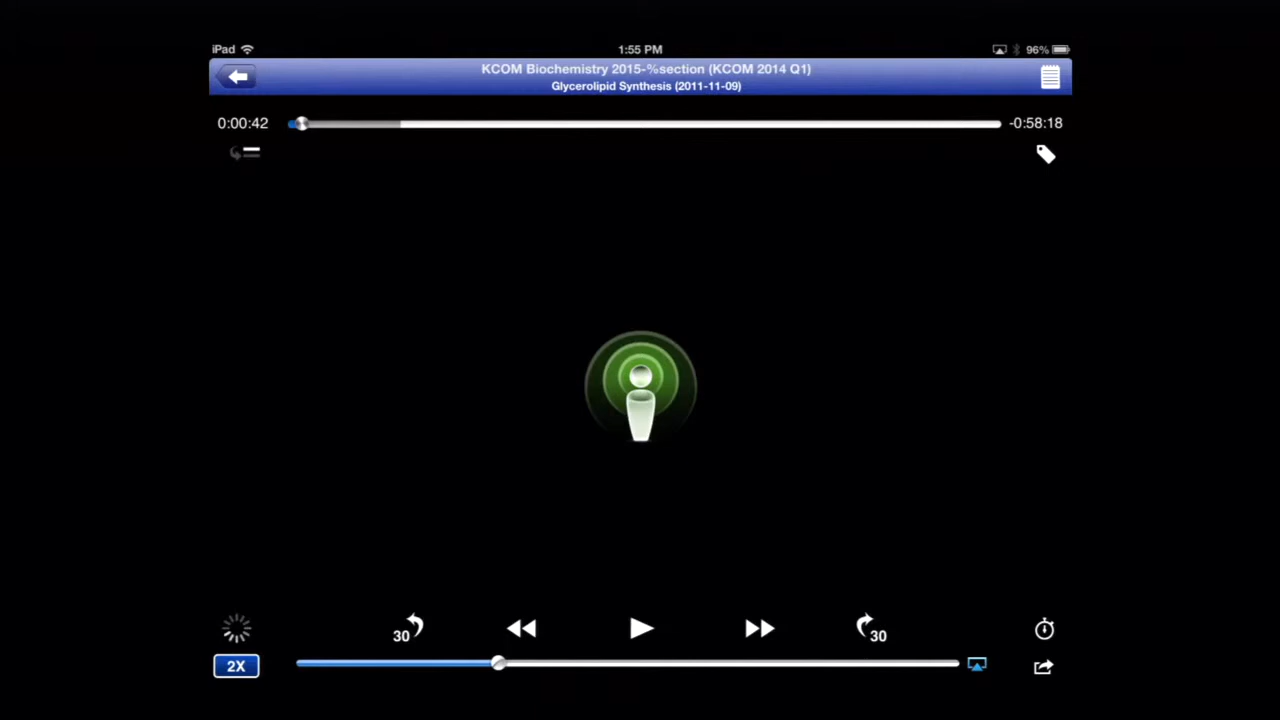 iPad
1:55 PM
96%
KCOM Biochemistry 2015-%section (KCOM 2014 Q1)
Glycerolipid Synthesis (2011-11-09)
0:00:42
-0:58:18
30
30
2X